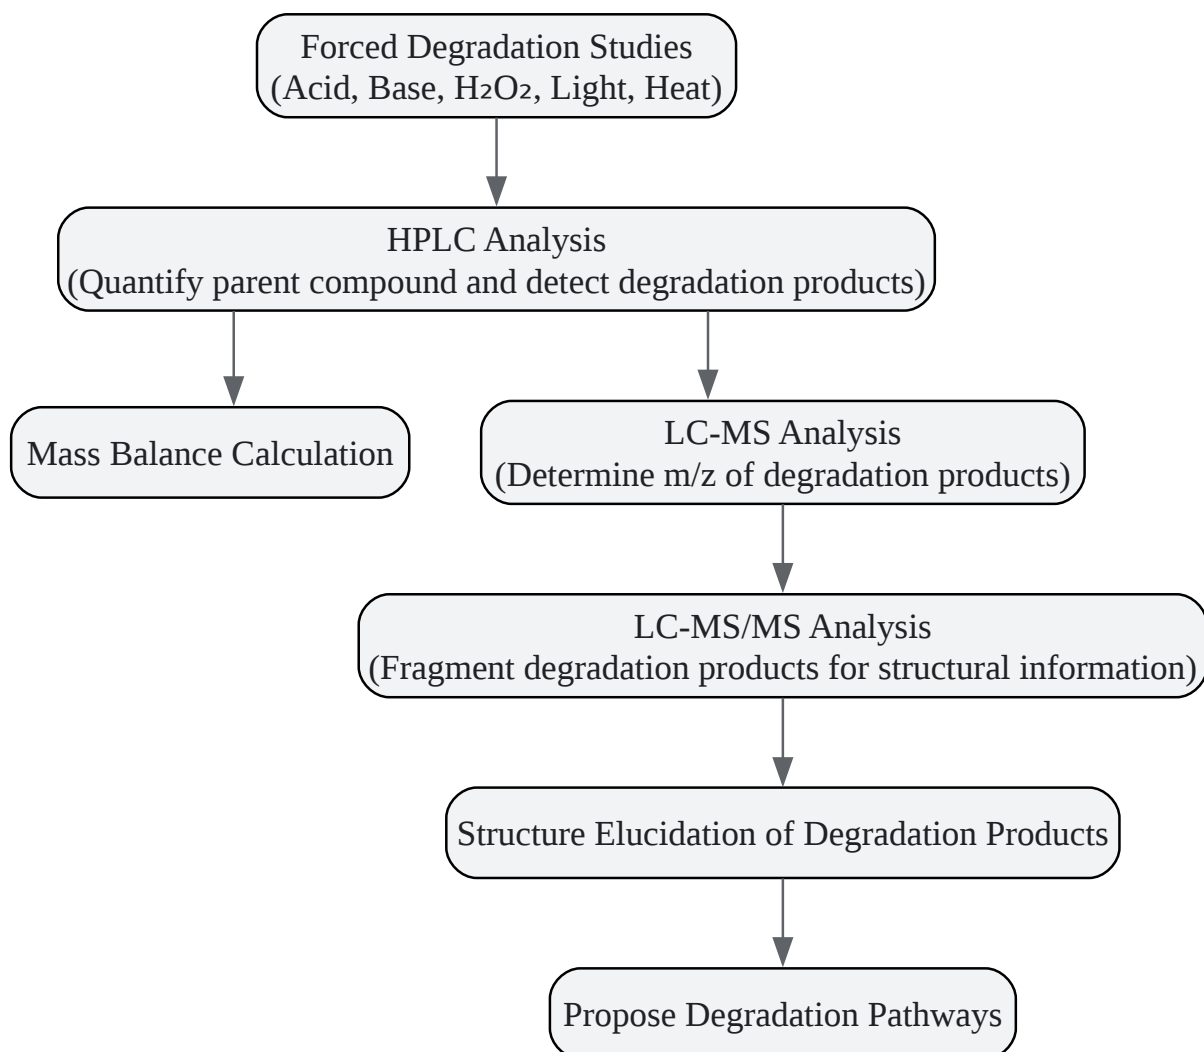 Forced Degradation Studies
(Acid, Base, H₂O₂, Light, Heat)
HPLC Analysis
(Quantify parent compound and detect degradation products)
Mass Balance Calculation
LC-MS Analysis
(Determine m/z of degradation products)
LC-MS/MS Analysis
(Fragment degradation products for structural information)
Structure Elucidation of Degradation Products
Propose Degradation Pathways